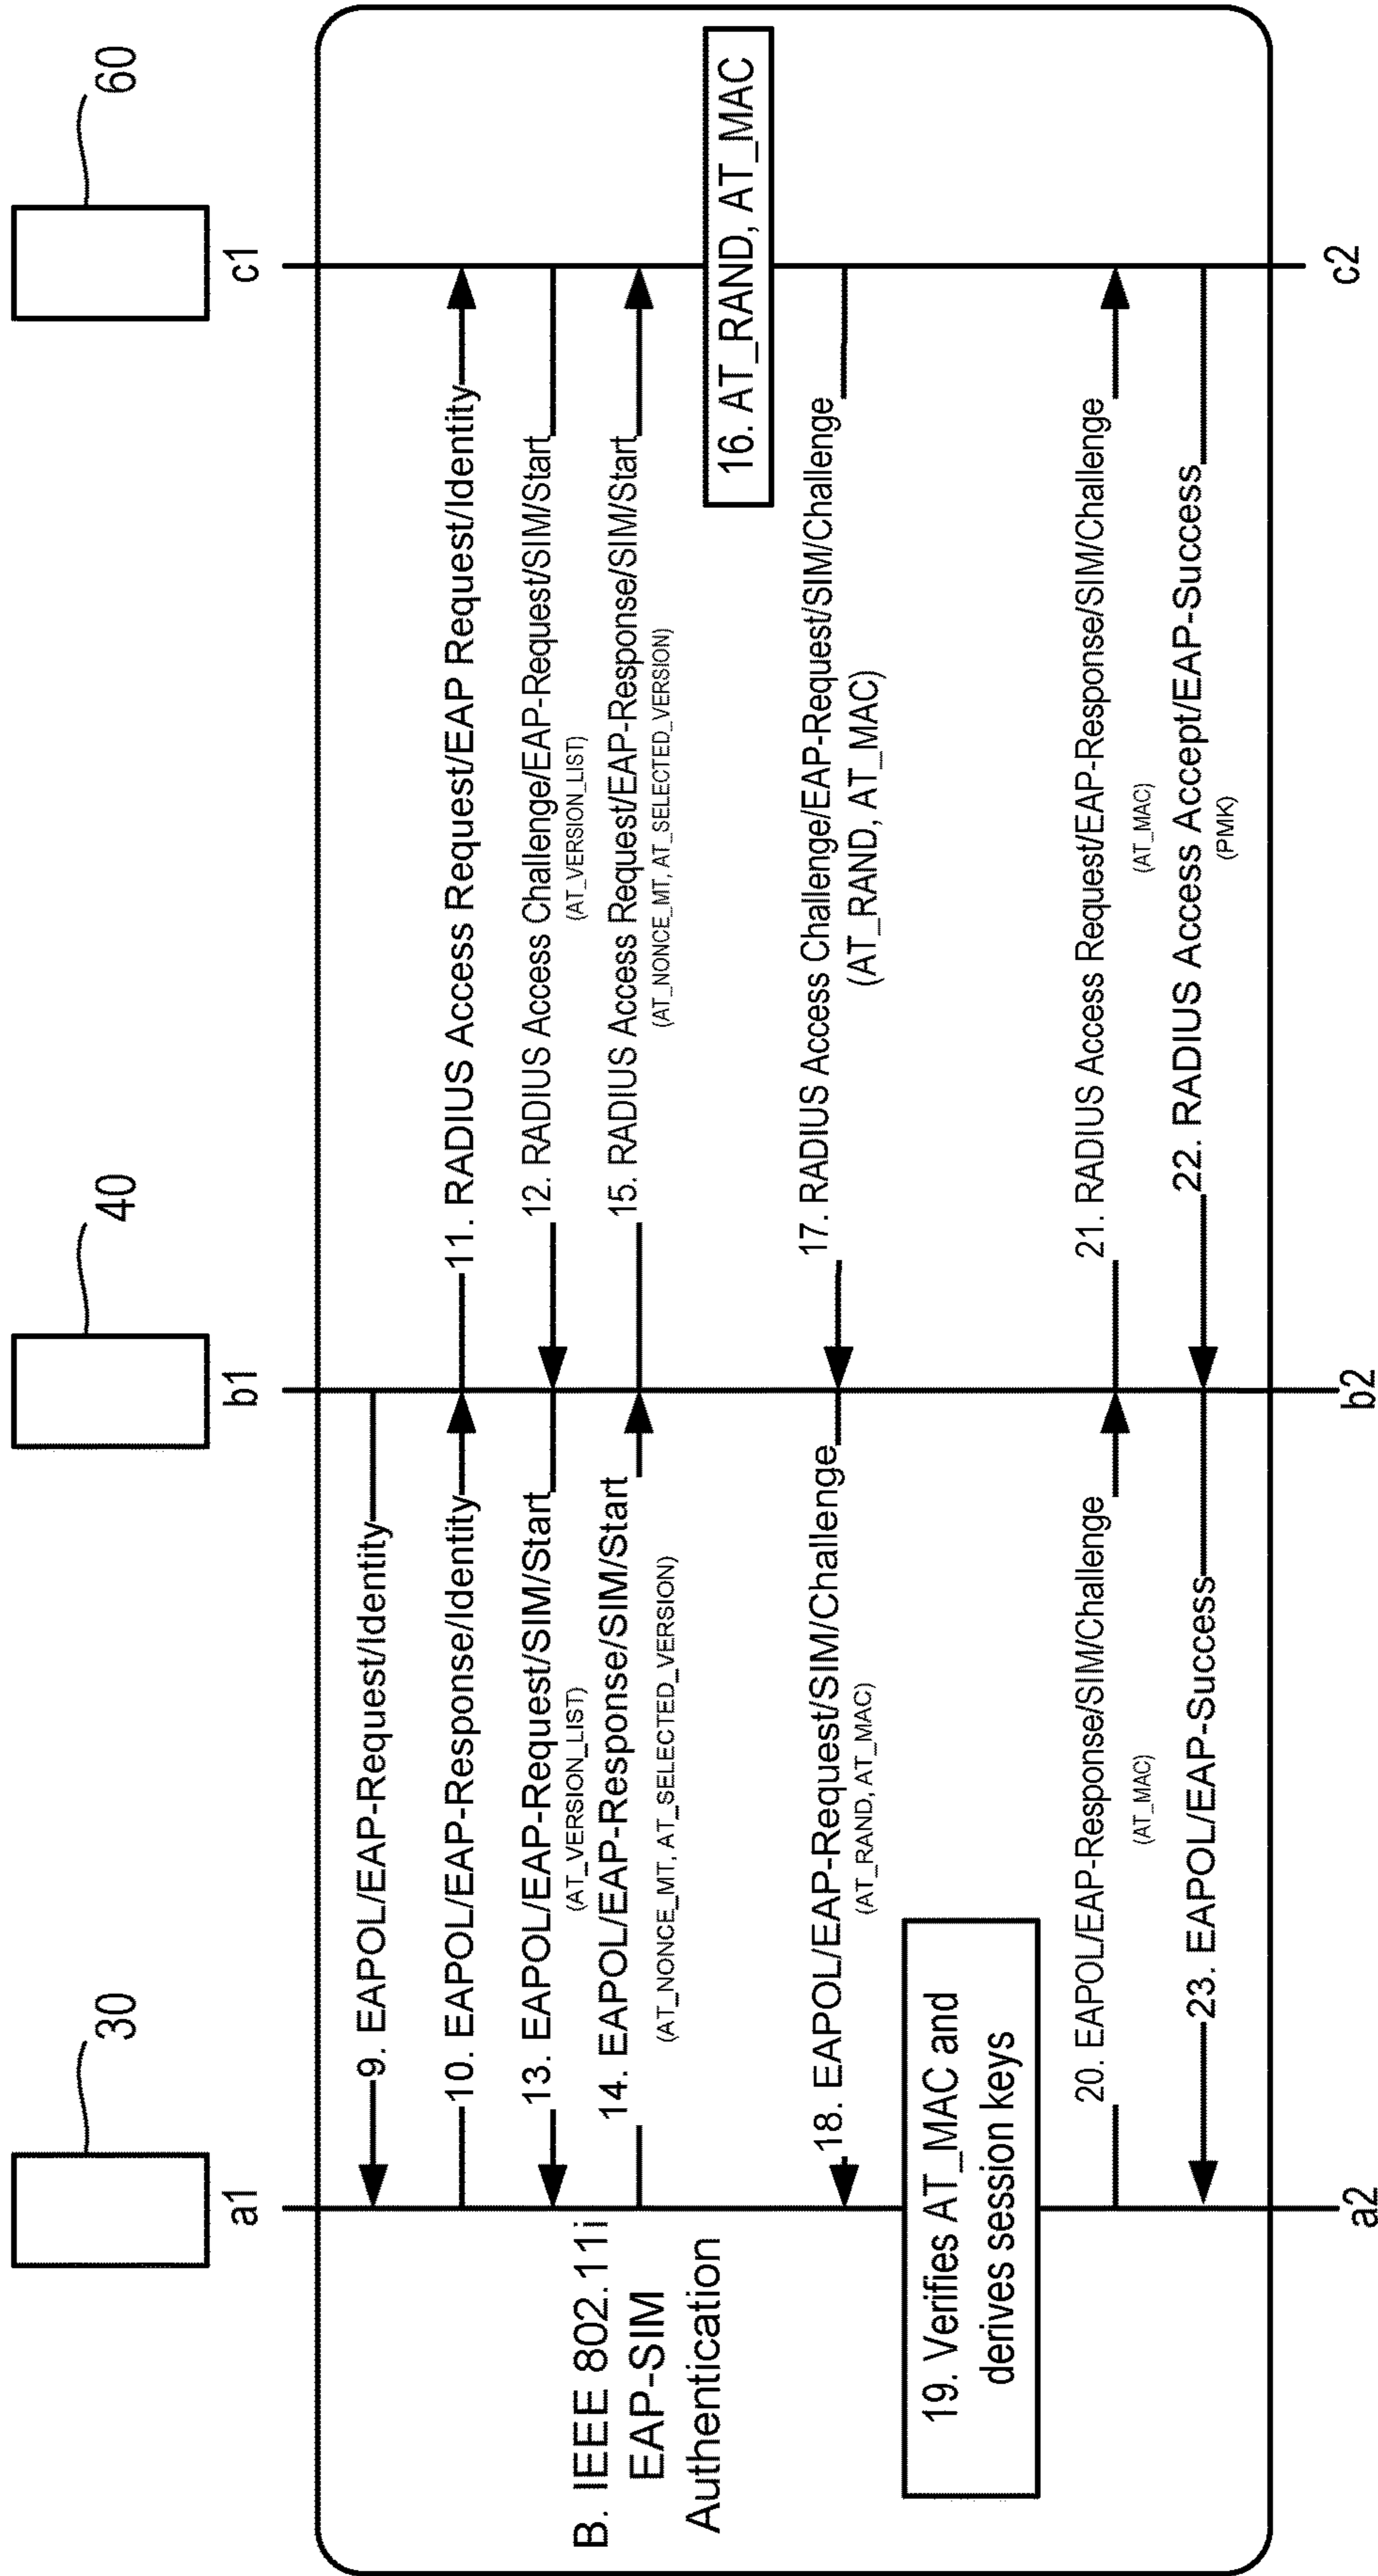 30
40
60
a1
b1
c1
9. EAPOL/EAP-Request/Identity
10. EAPOL/EAP-Response/Identity
11. RADIUS Access Request/EAP Request/Identity
12. RADIUS Access Challenge/EAP-Request/SIM/Start
(AT_VERSION_LIST)
13. EAPOL/EAP-Request/SIM/Start
(AT_VERSION_LIST)
B. IEEE 802.11i
EAP-SIM
Authentication
14. EAPOL/EAP-Response/SIM/Start
(AT_NONCE_MT, AT_SELECTED_VERSION)
15. RADIUS Access Request/EAP-Response/SIM/Start
(AT_NONCE_MT, AT_SELECTED_VERSION)
16. AT_RAND, AT_MAC
17. RADIUS Access Challenge/EAP-Request/SIM/Challenge
(AT_RAND, AT_MAC)
18. EAPOL/EAP-Request/SIM/Challenge
(AT_RAND, AT_MAC)
19. Verifies AT_MAC and
derives session keys
20. EAPOL/EAP-Response/SIM/Challenge
(AT_MAC)
21. RADIUS Access Request/EAP-Response/SIM/Challenge
(AT_MAC)
22. RADIUS Access Accept/EAP-Success
(PMK)
23. EAPOL/EAP-Success
a2
b2
c2